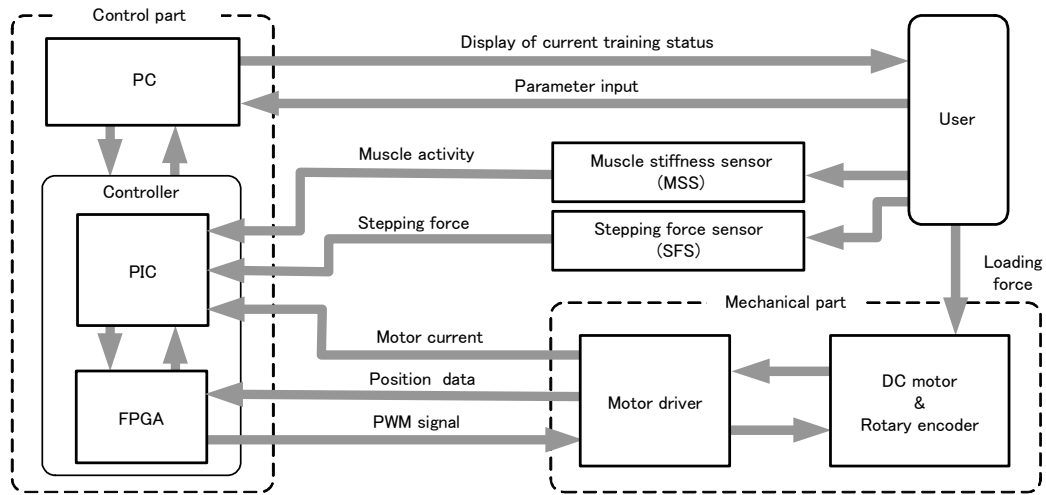 Control part
PC
Display of current training status
Parameter input
User
Controller
Muscle activity
Muscle stiffness sensor
(MSS)
PIC
Stepping force
Stepping force sensor
(SFS)
Loading
force
Mechanical part
Motor current
Position data
PWM signal
FPGA
Motor driver
DC motor
&
Rotary encoder